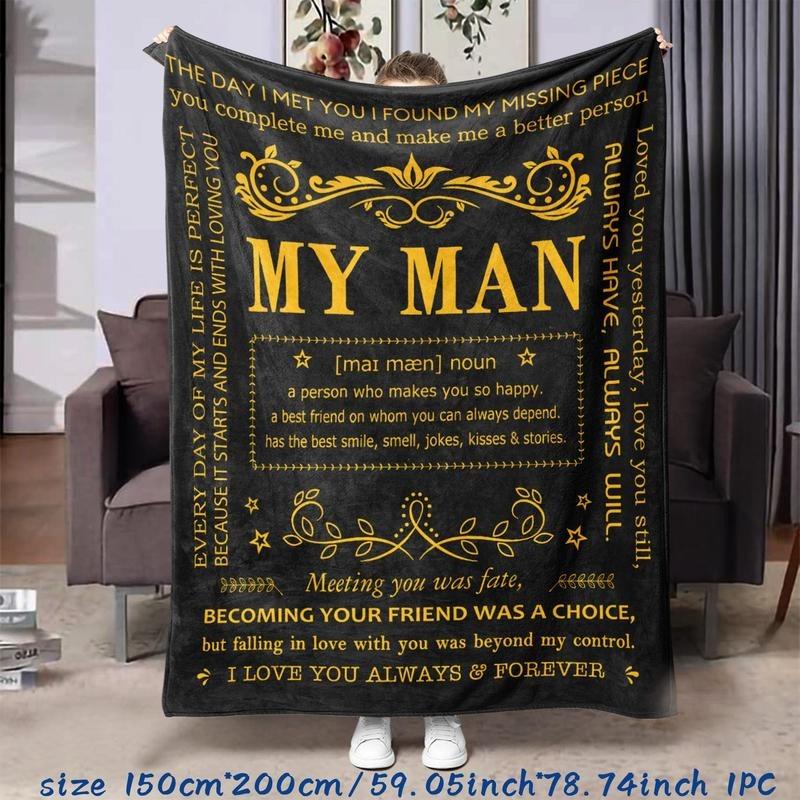 THE DAY I MET YOU I FOUND MY MISSING PIECE
you complete me and make me a better person
EVERY DAY OF MY LIFE IS PERFECT
BECAUSE IT STARTS AND ENDS WITH LOVING YOU
Loved you yesterday, love you still,
ALWAYS HAVE, ALWAYS WILL.
MY MAN
[maɪ mæn] noun
a person who makes you so happy.
a best friend on whom you can always depend.
has the best smile, smell, jokes, kisses & stories.
Meeting you was fate,
BECOMING YOUR FRIEND WAS A CHOICE,
but falling in love with you was beyond my control.
I LOVE YOU ALWAYS & FOREVER
size 150cm*200cm/59.05inch*78.74inch 1PC